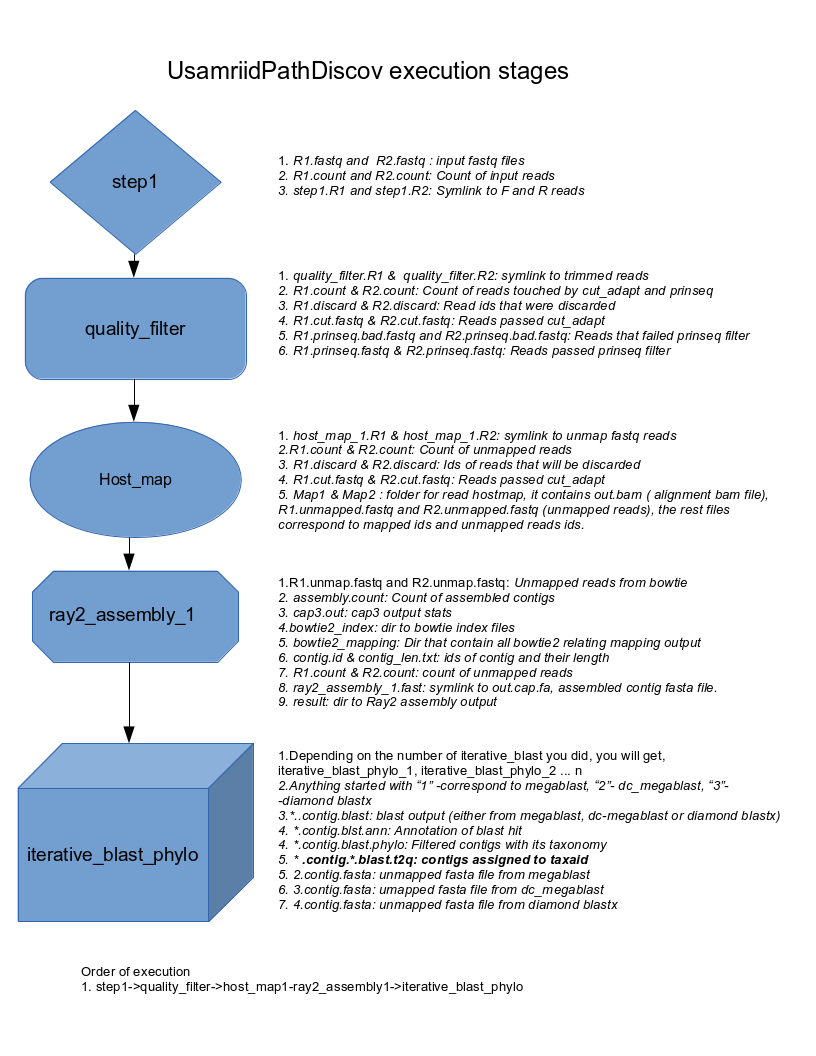 UsamriidPathDiscov execution stages
step1
1. R1.fastq and R2.fastq : input fastq files
2. R1.count and R2.count: Count of input reads
3. step1.R1 and step1.R2: Symlink to F and R reads
quality_filter
1. quality_filter.R1 & quality_filter.R2: symlink to trimmed reads
2. R1.count & R2.count: Count of reads touched by cut_adapt and prinseq
3. R1.discard & R2.discard: Read ids that were discarded
4. R1.cut.fastq & R2.cut.fastq: Reads passed cut_adapt
5. R1.prinseq.bad.fastq and R2.prinseq.bad.fastq: Reads that failed prinseq filter
6. R1.prinseq.fastq & R2.prinseq.fastq: Reads passed prinseq filter
Host_map
1. host_map_1.R1 & host_map_1.R2: symlink to unmap fastq reads
2.R1.count & R2.count: Count of unmapped reads
3. R1.discard & R2.discard: Ids of reads that will be discarded
4. R1.cut.fastq & R2.cut.fastq: Reads passed cut_adapt
5. Map1 & Map2 : folder for read hostmap, it contains out.bam ( alignment bam file),
R1.unmapped.fastq and R2.unmapped.fastq (unmapped reads), the rest files
correspond to mapped ids and unmapped reads ids.
ray2_assembly_1
1.R1.unmap.fastq and R2.unmap.fastq: Unmapped reads from bowtie
2. assembly.count: Count of assembled contigs
3. cap3.out: cap3 output stats
4.bowtie2_index: dir to bowtie index files
5. bowtie2_mapping: Dir that contain all bowtie2 relating mapping output
6. contig.id & contig_len.txt: ids of contig and their length
7. R1.count & R2.count: count of unmapped reads
8. ray2_assembly_1.fast: symlink to out.cap.fa, assembled contig fasta file.
9. result: dir to Ray2 assembly output
iterative_blast_phylo
1.Depending on the number of iterative_blast you did, you will get,
iterative_blast_phylo_1, iterative_blast_phylo_2 ... n
2.Anything started with “1” -correspond to megablast, “2”- dc_megablast, “3”-
-diamond blastx
3.*..contig.blast: blast output (either from megablast, dc-megablast or diamond blastx)
4. *.contig.blst.ann: Annotation of blast hit
4. *.contig.blast.phylo: Filtered contigs with its taxonomy
5. * .contig.*.blast.t2q: contigs assigned to taxaid
5. 2.contig.fasta: unmapped fasta file from megablast
6. 3.contig.fasta: umapped fasta file from dc_megablast
7. 4.contig.fasta: unmapped fasta file from diamond blastx
Order of execution
1. step1->quality_filter->host_map1-ray2_assembly1->iterative_blast_phylo